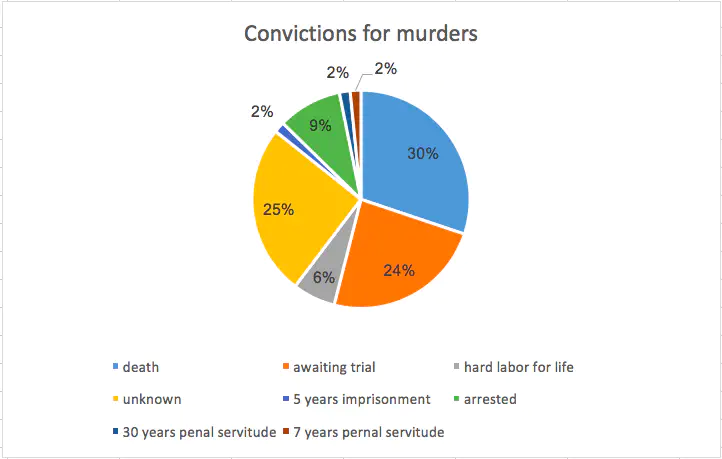 Convictions for murders
2% 2%
2%
9%
30%
25%
24%
6%
death awaiting trial hard labor for life
unknown 5 years imprisonment arrested
30 years penal servitude 7 years pernal servitude